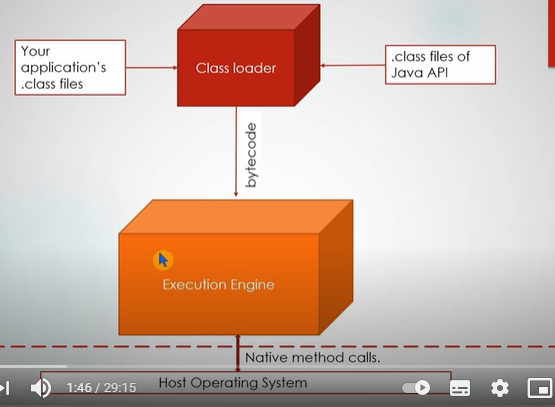 Your
application's
.class files
Class loader
.class files of
Java API
bytecode
Execution Engine
Native method calls.
Host Operating System
1:46 / 29:15